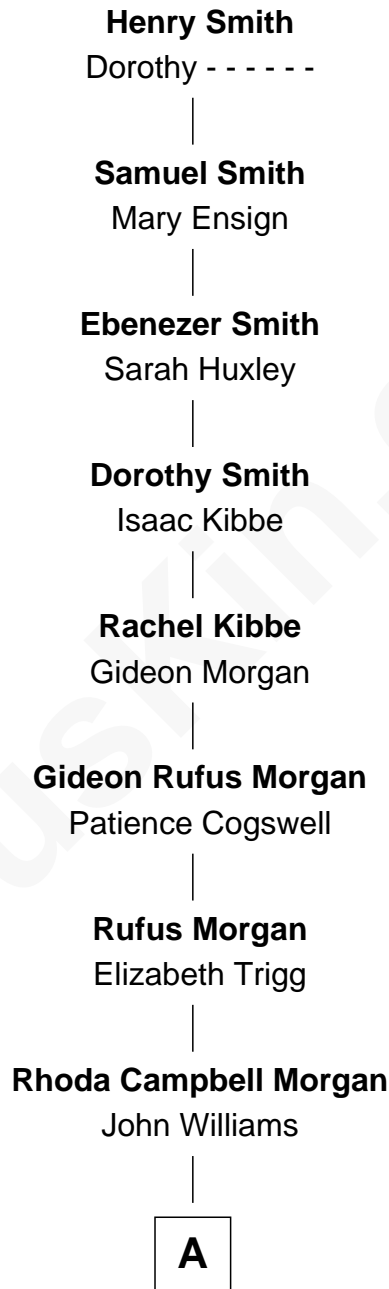 Henry Smith
Dorothy - - - - - -
Samuel Smith
Mary Ensign
Ebenezer Smith
Sarah Huxley
Dorothy Smith
Isaac Kibbe
Rachel Kibbe
Gideon Morgan
Gideon Rufus Morgan
Patience Cogswell
Rufus Morgan
Elizabeth Trigg
Rhoda Campbell Morgan
John Williams
A